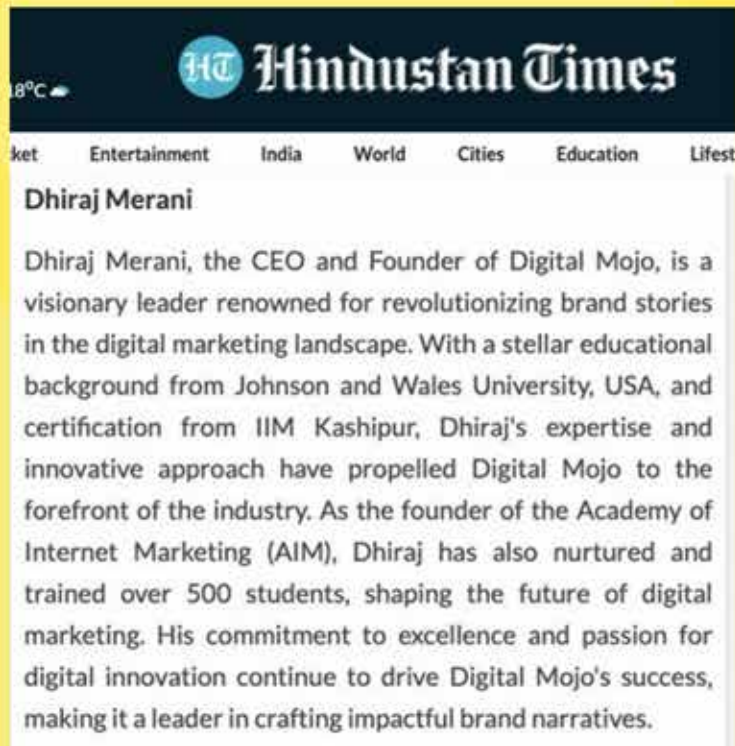 HT Hindustan Times
18°C
ket Entertainment India World Cities Education Lifest
Dhiraj Merani
Dhiraj Merani, the CEO and Founder of Digital Mojo, is a
visionary leader renowned for revolutionizing brand stories
in the digital marketing landscape. With a stellar educational
background from Johnson and Wales University, USA, and
certification from IIM Kashipur, Dhiraj's expertise and
innovative approach have propelled Digital Mojo to the
forefront of the industry. As the founder of the Academy of
Internet Marketing (AIM), Dhiraj has also nurtured and
trained over 500 students, shaping the future of digital
marketing. His commitment to excellence and passion for
digital innovation continue to drive Digital Mojo's success,
making it a leader in crafting impactful brand narratives.